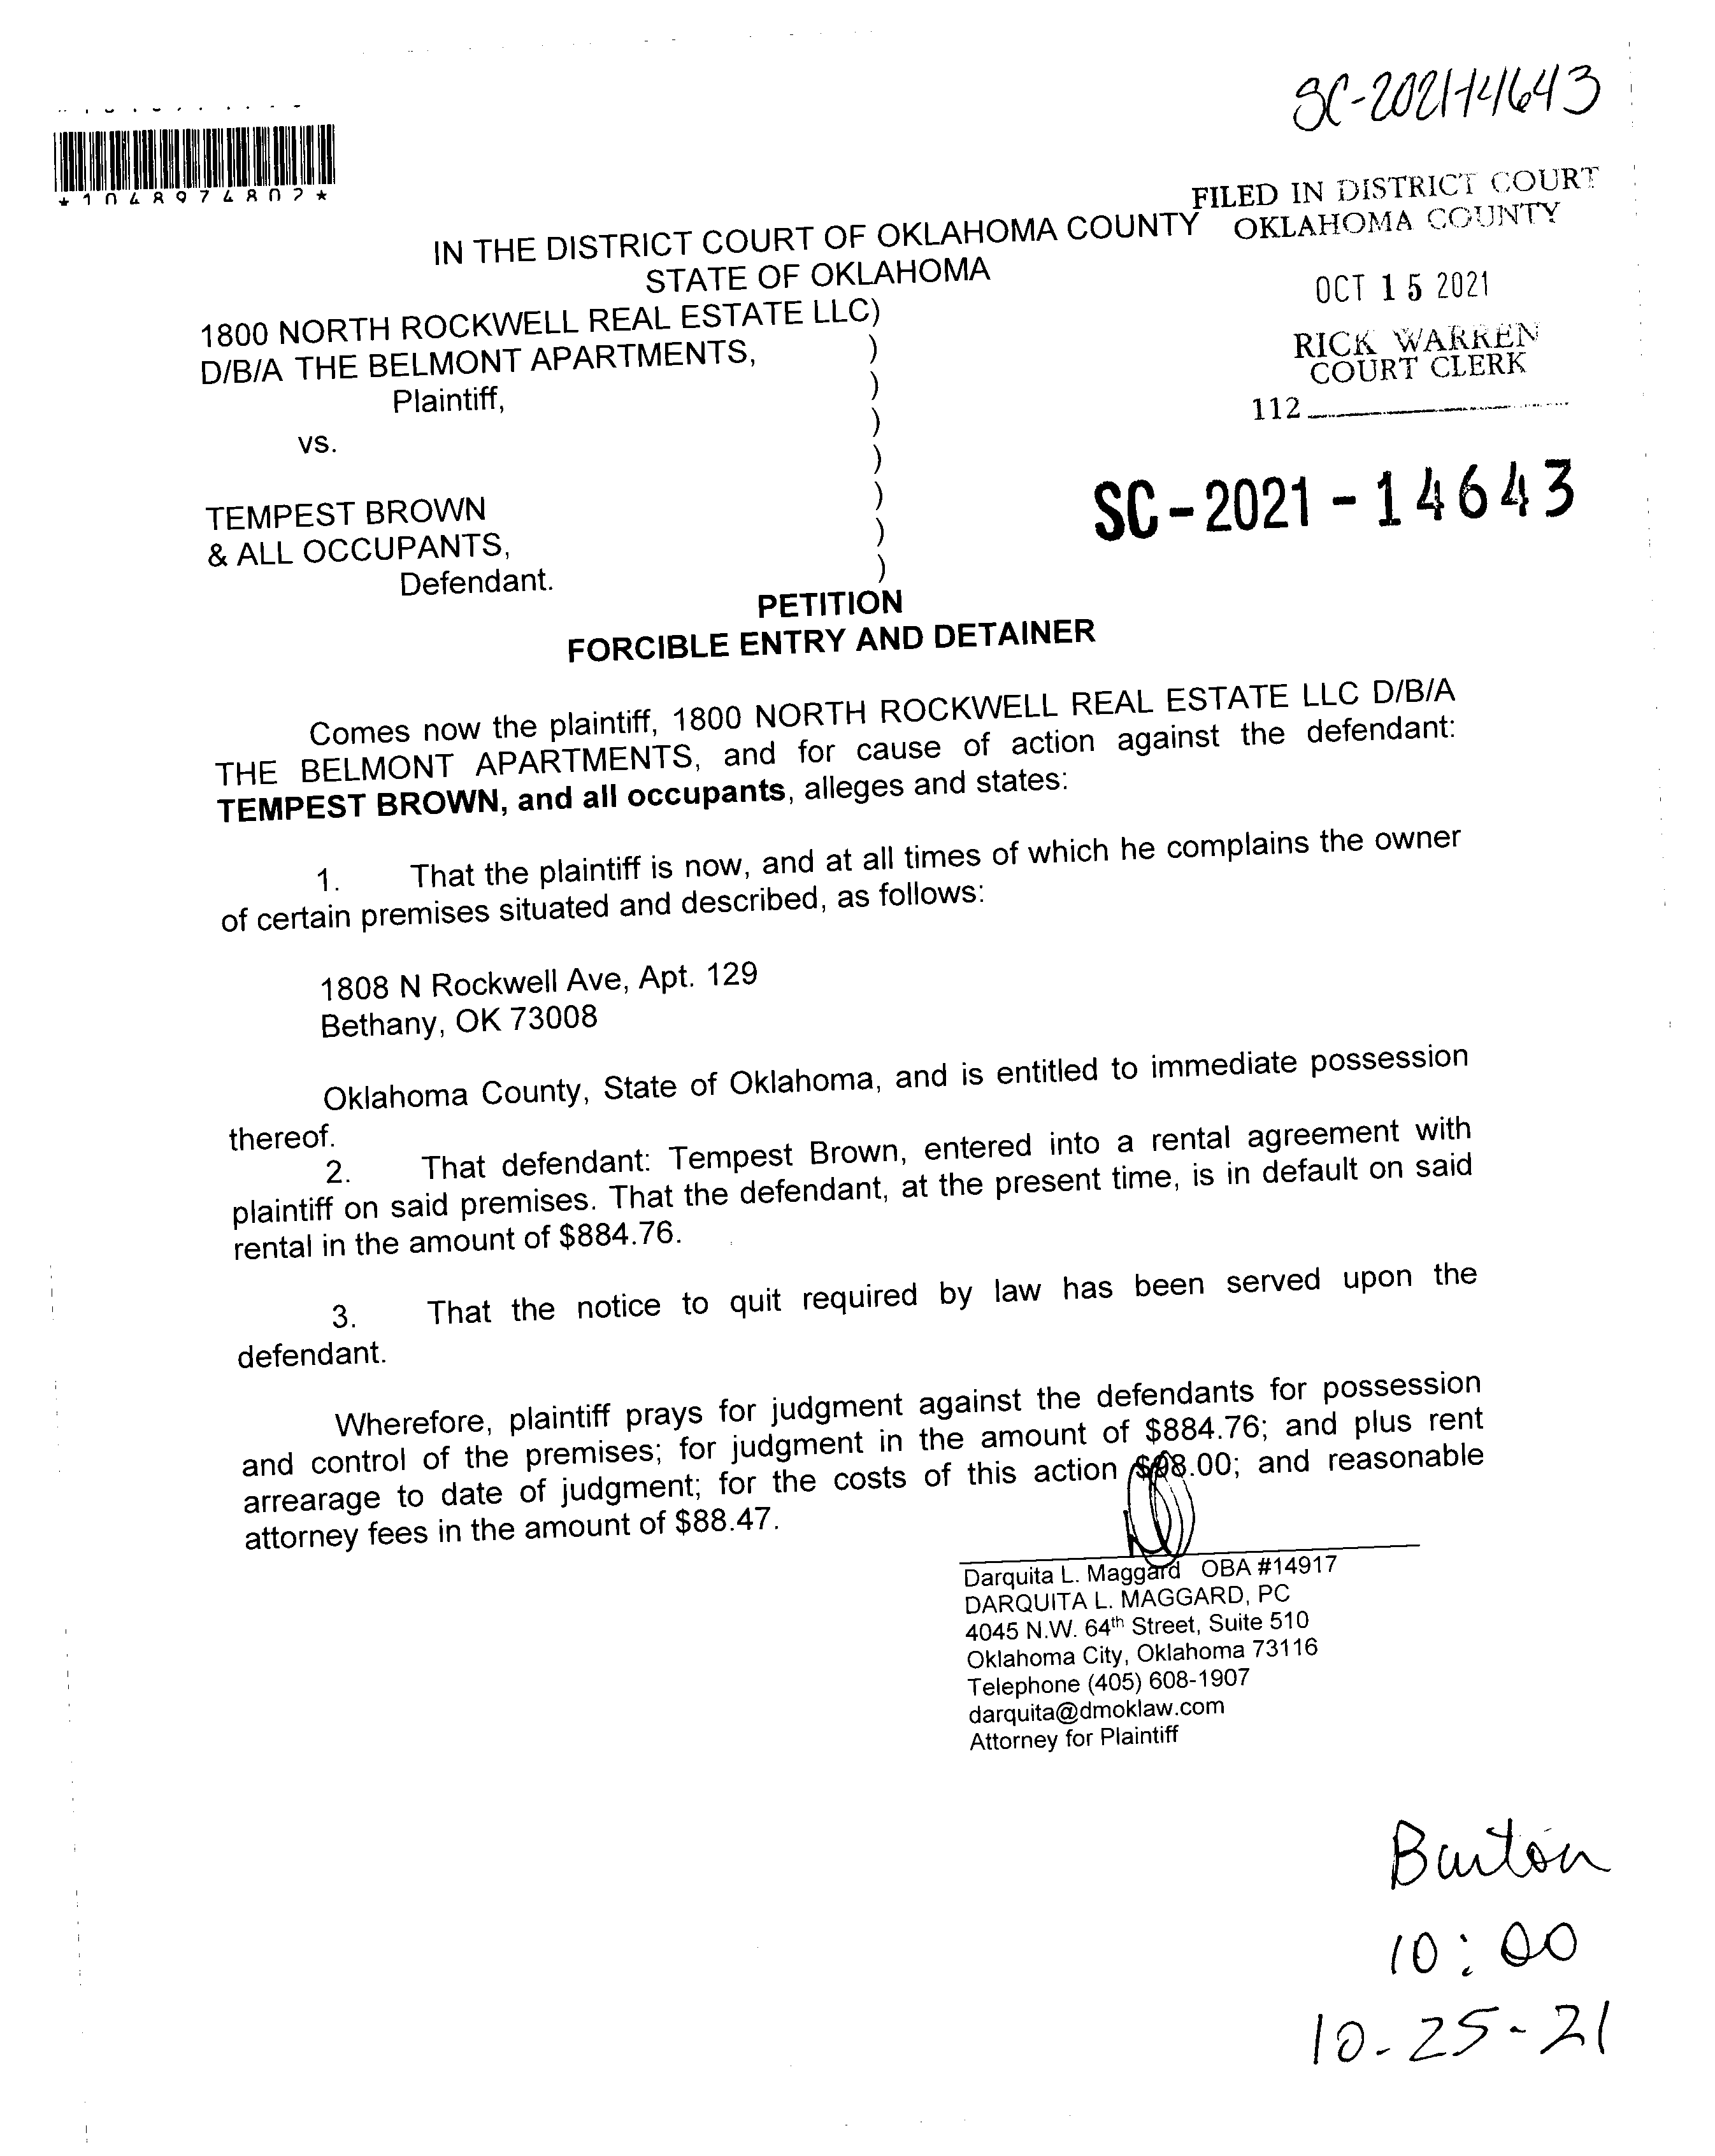 SC-2021-14643
*1048974802*
FILED IN DISTRICT COURT
OKLAHOMA COUNTY
IN THE DISTRICT COURT OF OKLAHOMA COUNTY
STATE OF OKLAHOMA
OCT 15 2021
RICK WARREN
COURT CLERK
112
1800 NORTH ROCKWELL REAL ESTATE LLC)
D/B/A THE BELMONT APARTMENTS, )
Plaintiff, )
)
vs. )
)
TEMPEST BROWN )
& ALL OCCUPANTS, )
Defendant.
SC-2021-14643
PETITION
FORCIBLE ENTRY AND DETAINER
Comes now the plaintiff, 1800 NORTH ROCKWELL REAL ESTATE LLC D/B/A
THE BELMONT APARTMENTS, and for cause of action against the defendant:
TEMPEST BROWN, and all occupants, alleges and states:
1. That the plaintiff is now, and at all times of which he complains the owner
of certain premises situated and described, as follows:
1808 N Rockwell Ave, Apt. 129
Bethany, OK 73008
Oklahoma County, State of Oklahoma, and is entitled to immediate possession
thereof.
2. That defendant: Tempest Brown, entered into a rental agreement with
plaintiff on said premises. That the defendant, at the present time, is in default on said
rental in the amount of $884.76.
3. That the notice to quit required by law has been served upon the
defendant.
Wherefore, plaintiff prays for judgment against the defendants for possession
and control of the premises; for judgment in the amount of $884.76; and plus rent
arrearage to date of judgment; for the costs of this action and reasonable
attorney fees in the amount of $88.47.
Darquita L. Maggard OBA #14917
DARQUITA L. MAGGARD, PC
4045 N.W. 64th Street, Suite 510
Oklahoma City, Oklahoma 73116
Telephone (405) 608-1907
darquita@dmoklaw.com
Attorney for Plaintiff
10:00
10-25-21